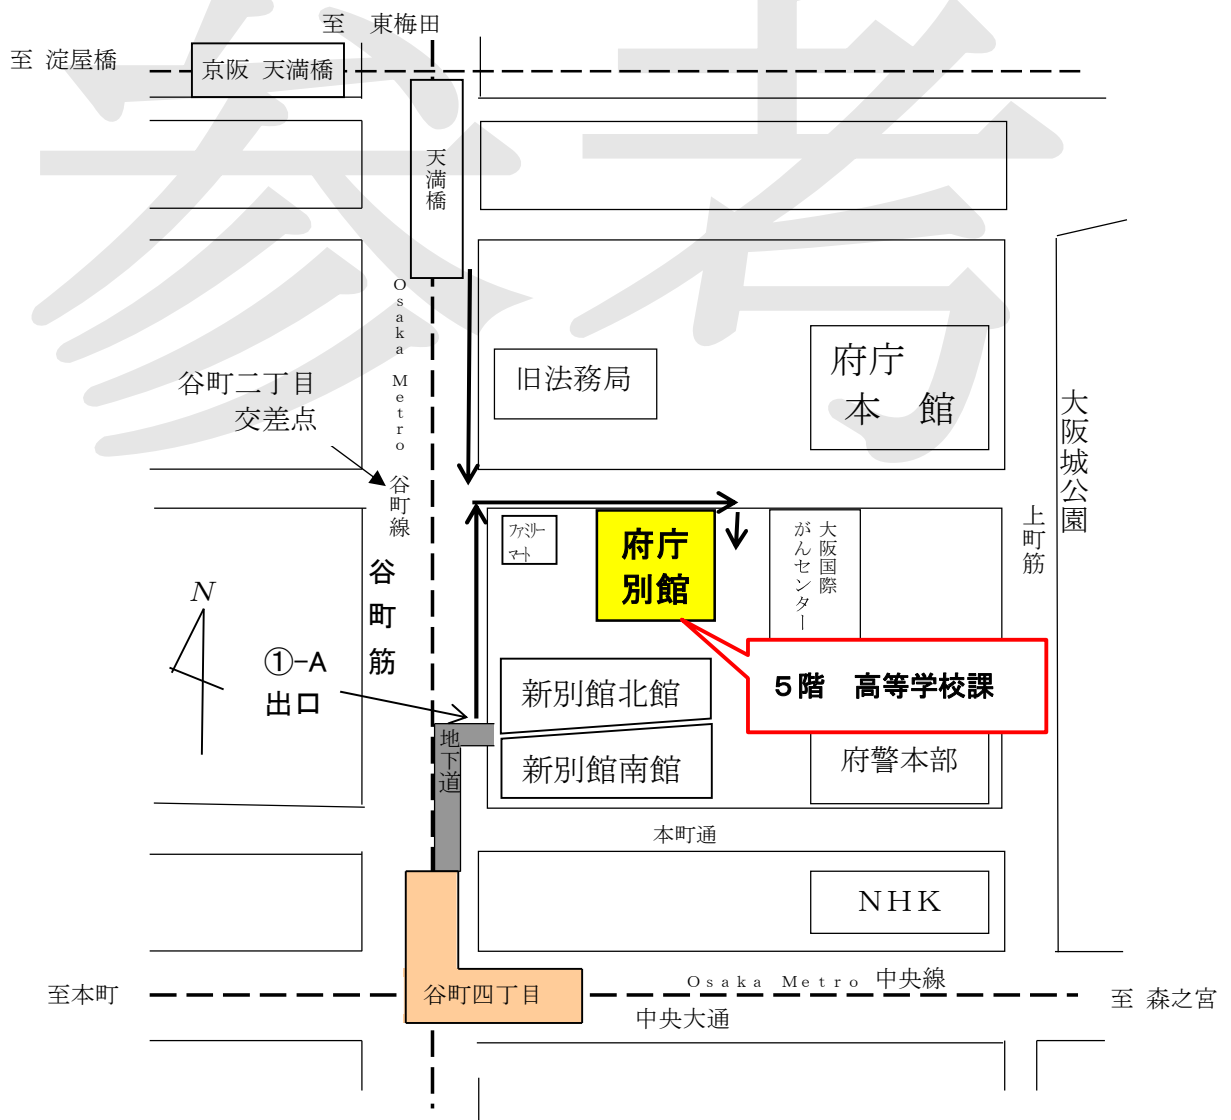 参考
至　東梅田
至 淀屋橋
京阪 天満橋
天満橋
Osaka Metro 谷町線
旧法務局
府庁
本　館
谷町二丁目
交差点
大阪城公園
上町筋
ファミリー
マート
府庁
別館
大阪国際
がんセンター
谷町筋
N
①-A
出口
新別館北館
5階　高等学校課
地下道
新別館南館
府警本部
本町通
NHK
Osaka Metro 中央線
至本町
谷町四丁目
至 森之宮
中央大通